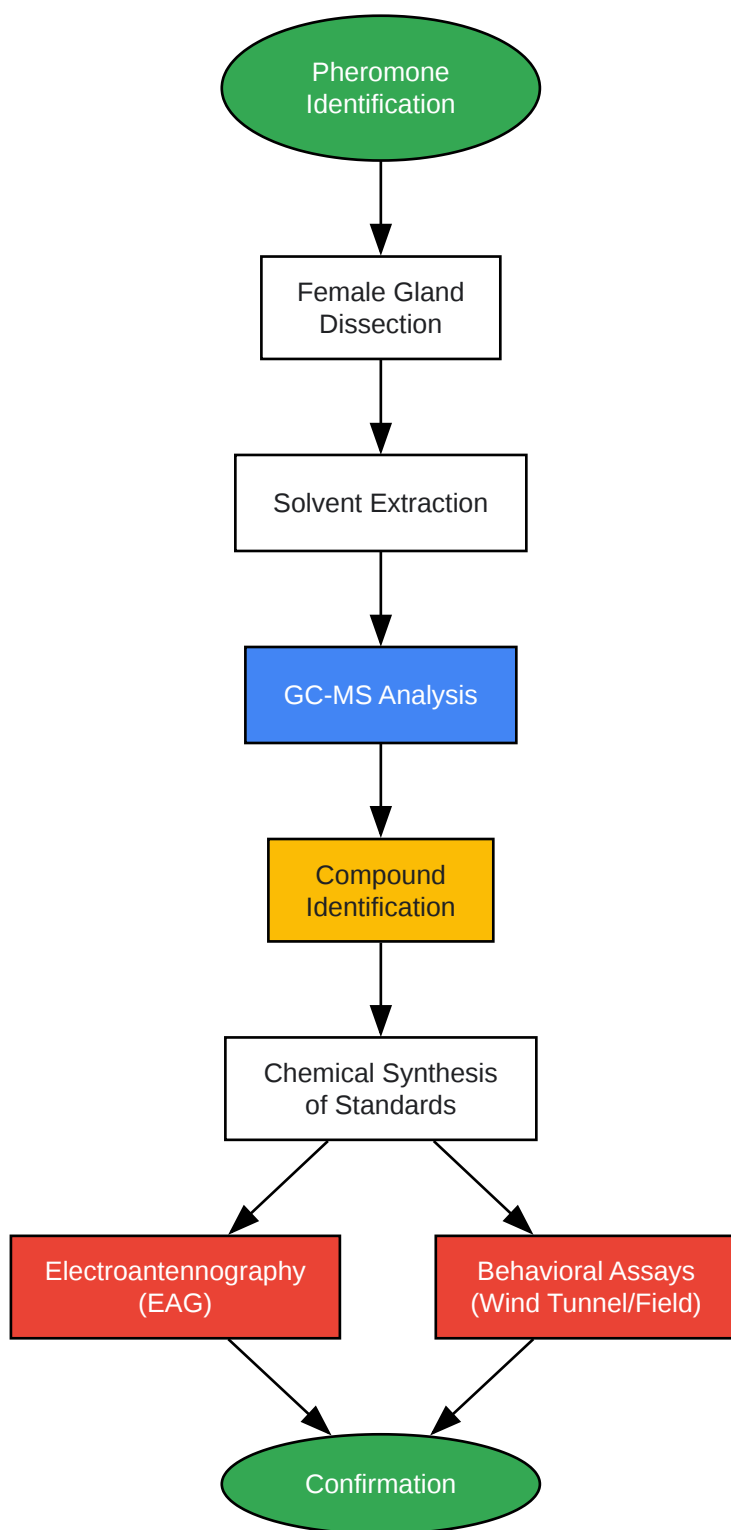 Pheromone
Identification
Female Gland
Dissection
Solvent Extraction
GC-MS Analysis
Compound
Identification
Chemical Synthesis
of Standards
Electroantennography
(EAG)
Behavioral Assays
(Wind Tunnel/Field)
Confirmation